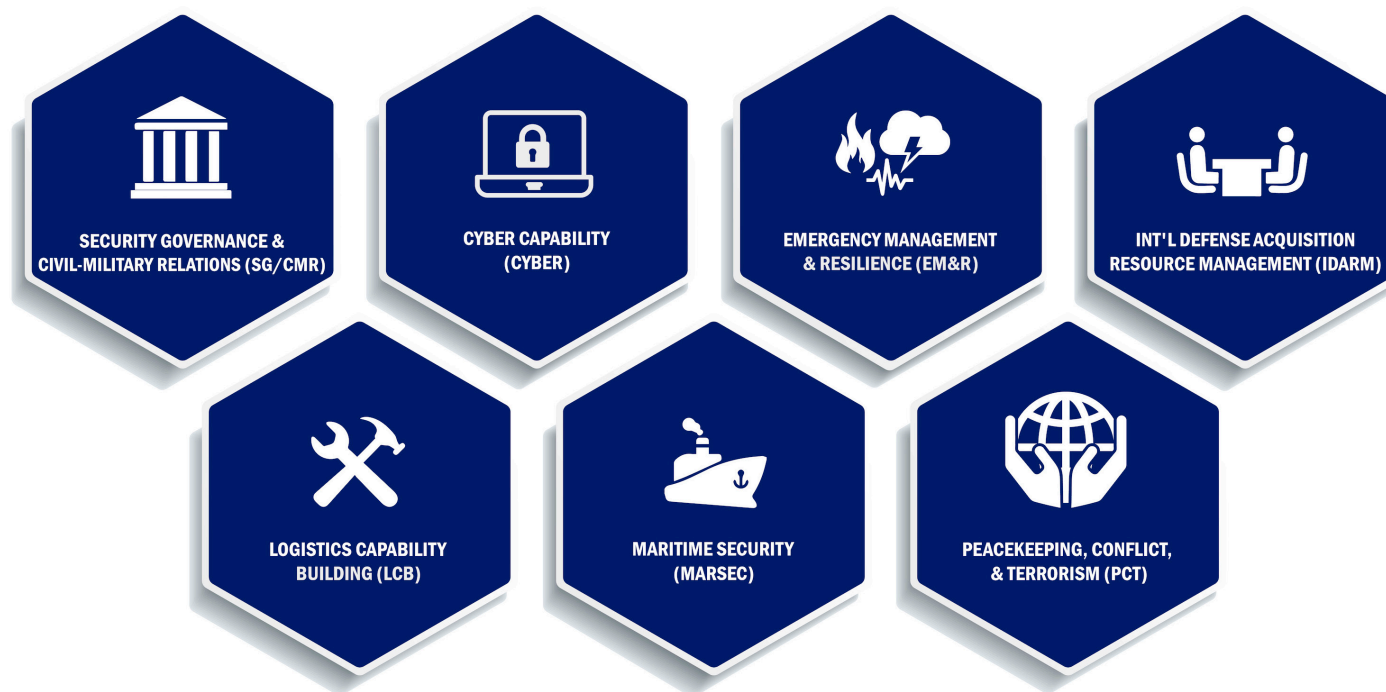 SECURITY GOVERNANCE &
CIVIL-MILITARY RELATIONS (SG/CMR)
CYBER CAPABILITY
(CYBER)
EMERGENCY MANAGEMENT
& RESILIENCE (EM&R)
INT'L DEFENSE ACQUISITION
RESOURCE MANAGEMENT (IDARM)
LOGISTICS CAPABILITY
BUILDING (LCB)
MARITIME SECURITY
(MARSEC)
PEACEKEEPING, CONFLICT,
& TERRORISM (PCT)